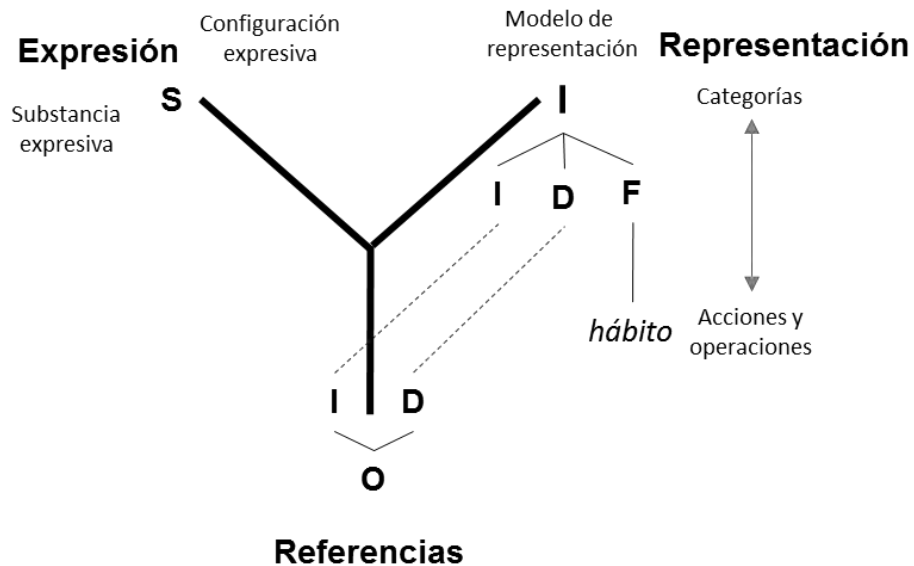 Expresión
Configuración
expresiva
Modelo de
representación
Representación
S
Substancia
expresiva
I
Categorías
I D F
hábito
Acciones y
operaciones
I D
O
Referencias